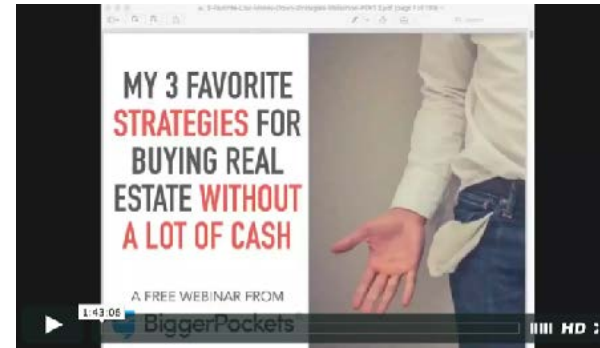 MY 3 FAVORITE
STRATEGIES FOR
BUYING REAL
ESTATE WITHOUT
A LOT OF CASH
A FREE WEBINAR FROM
BiggerPockets
1:43:06
HD